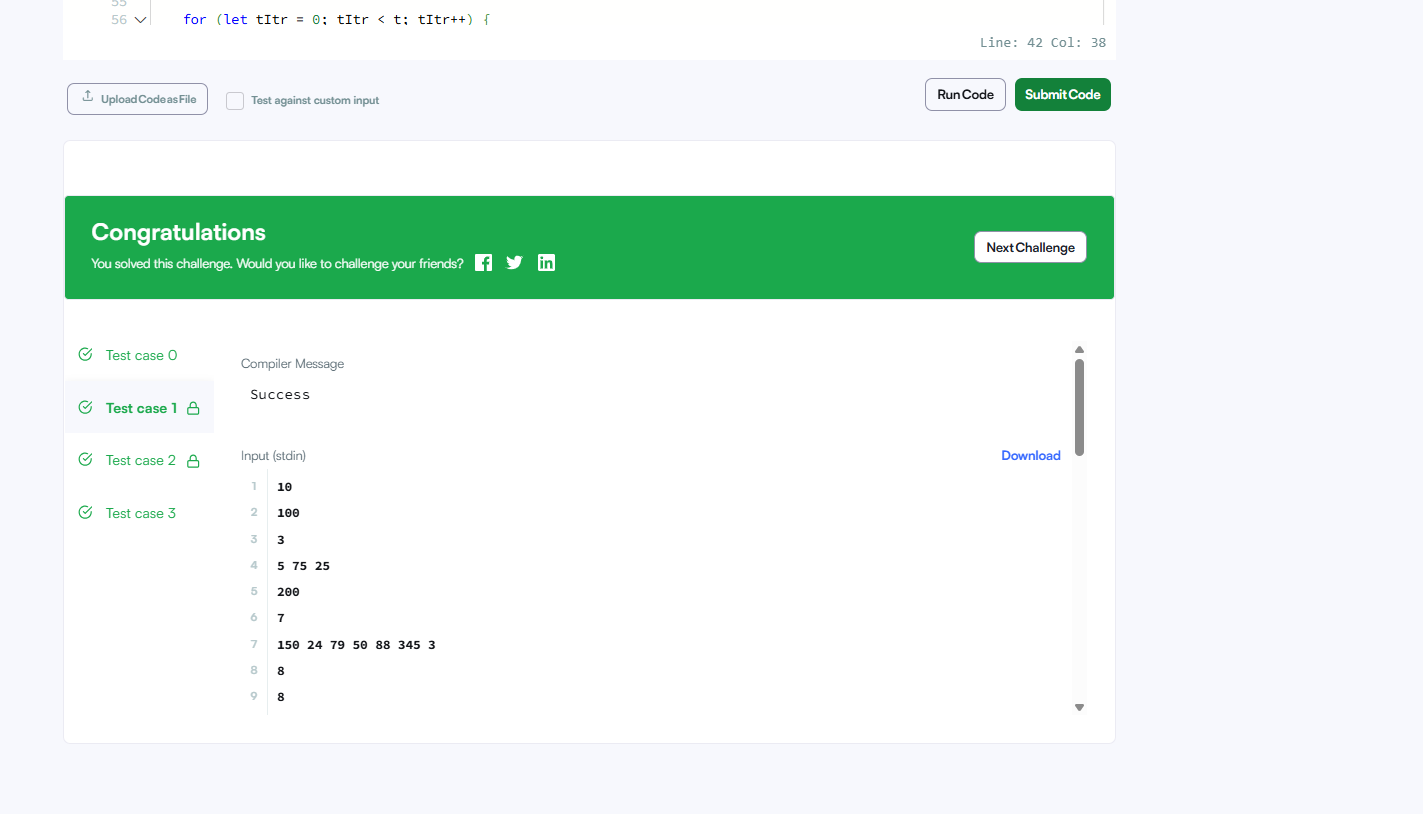 55
56 for (let tItr = 0; tItr < t; tItr++) {
Line: 42 Col: 38
Upload Code as File
Test against custom input
Run Code
Submit Code
Congratulations
You solved this challenge. Would you like to challenge your friends?
Next Challenge
Test case 0
Test case 1
Test case 2
Test case 3
Compiler Message
Success
Input (stdin)
Download
1 10
2 100
3 3
4 5 75 25
5 200
6 7
7 150 24 79 50 88 345 3
8 8
9 8